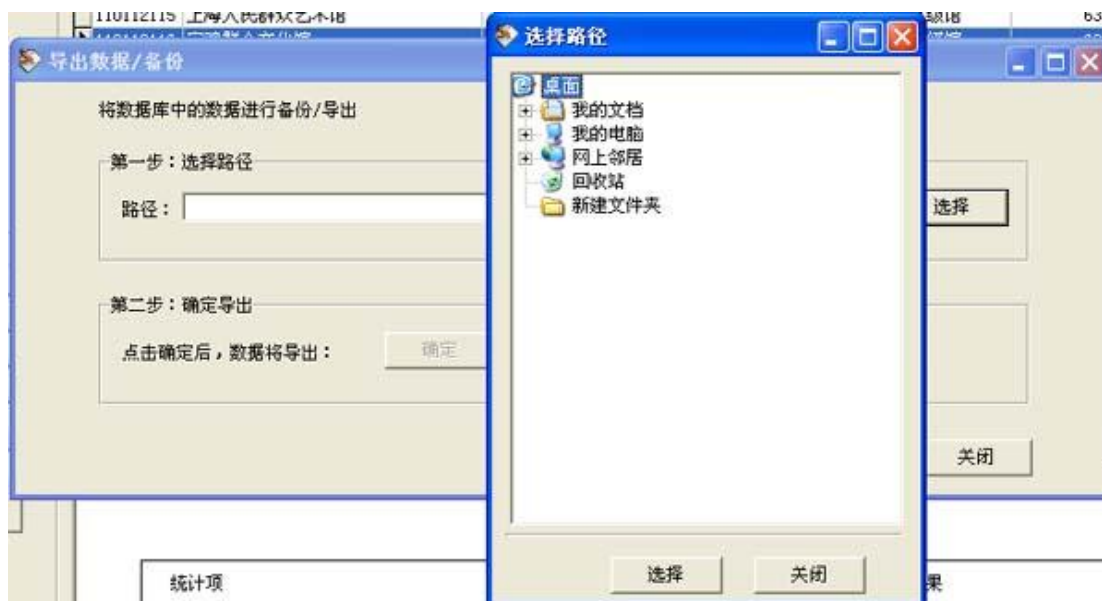 110112115 上海人民群众艺术馆
63
选择路径
导出数据/备份
桌面
将数据库中的数据进行备份/导出
我的文档
我的电脑
网上邻居
回收站
新建文件夹
第一步：选择路径
路径：
选择
第二步：确定导出
点击确定后，数据将导出：
确定
关闭
选择
关闭
统计项
果